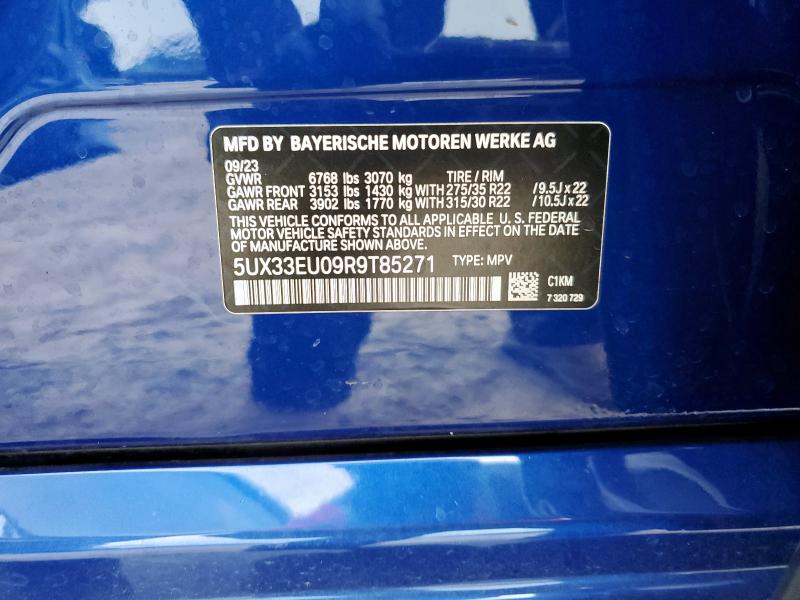 MFD BY BAYERISCHE MOTOREN WERKE AG
09/23
GVWR 6768 lbs 3070 kg TIRE / RIM
GAWR FRONT 3153 lbs 1430 kg WITH 275/35 R22 / 9.5J x 22
GAWR REAR 3902 lbs 1770 kg WITH 315/30 R22 / 10.5J x 22
THIS VEHICLE CONFORMS TO ALL APPLICABLE U. S. FEDERAL
MOTOR VEHICLE SAFETY STANDARDS IN EFFECT ON THE DATE
OF MANUFACTURE SHOWN ABOVE.
5UX33EU09R9T85271 TYPE: MPV
C1KM
7 320 729